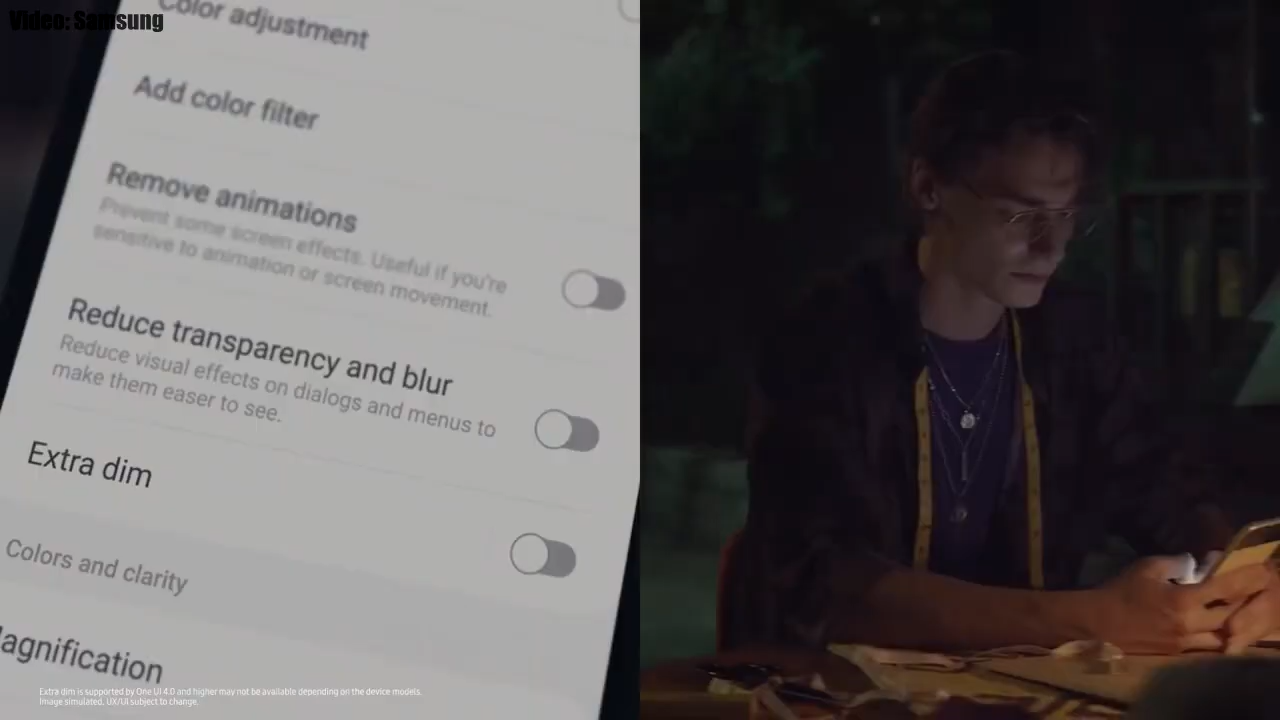 Video: Samsung
Color adjustment
Add color filter
Remove animations
Prevent some screen effects. Useful if you're
sensitive to animation or screen movement.
Reduce transparency and blur
Reduce visual effects on dialogs and menus to
make them easer to see.
Extra dim
Colors and clarity
Magnification
Extra dim is supported by One UI 4.0 and higher may not be available depending on the device models.
Image simulated. UX/UI subject to change.